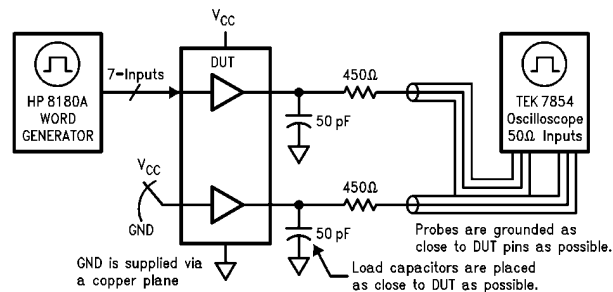 VCC
DUT
7-Inputs
HP 8180A
WORD
GENERATOR
450Ω
50 pF
TEK 7854
Oscilloscope
50Ω Inputs
VCC
GND
450Ω
50 pF
Probes are grounded as
close to DUT pins as possible.
GND is supplied via
a copper plane
Load capacitors are placed
as close to DUT as possible.